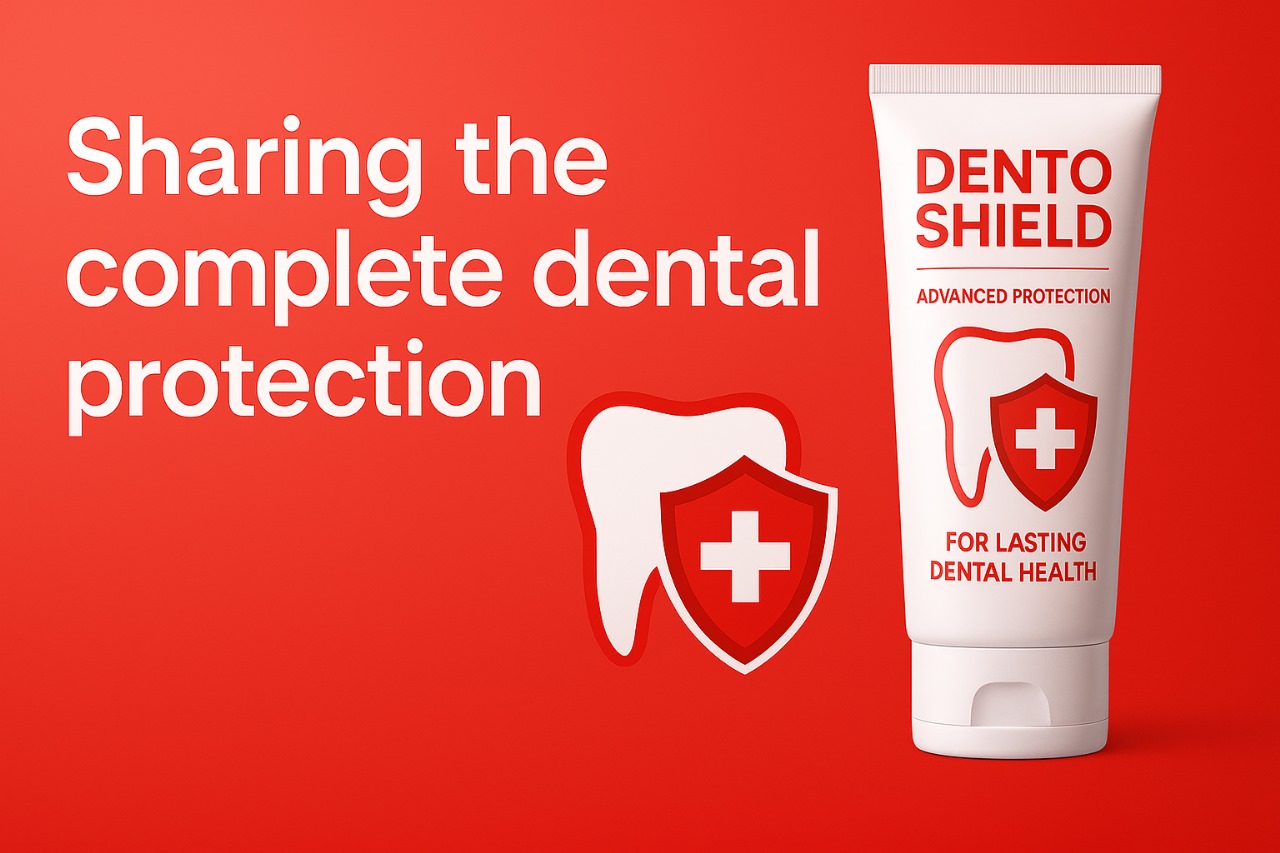 Sharing the
complete dental
protection
DENTO
SHIELD
ADVANCED PROTECTION
FOR LASTING
DENTAL HEALTH